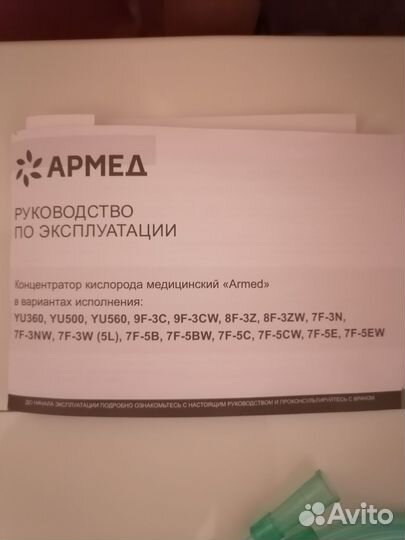 АРМЕД
РУКОВОДСТВО
ПО ЭКСПЛУАТАЦИИ
Концентратор кислорода медицинский «Armed»
в вариантах исполнения:
YU360, YU500, YU560, 9F-3C, 9F-3CW, 8F-3Z, 8F-3ZW, 7F-3N,
7F-3NW, 7F-3W (5L), 7F-5B, 7F-5BW, 7F-5C, 7F-5CW, 7F-5E, 7F-5EW
ДО НАЧАЛА ЭКСПЛУАТАЦИИ ПОДРОБНО ОЗНАКОМЬТЕСЬ С НАСТОЯЩИМ РУКОВОДСТВОМ И ПРОКОНСУЛЬТИРУЙТЕСЬ С ВРАЧОМ
Avito